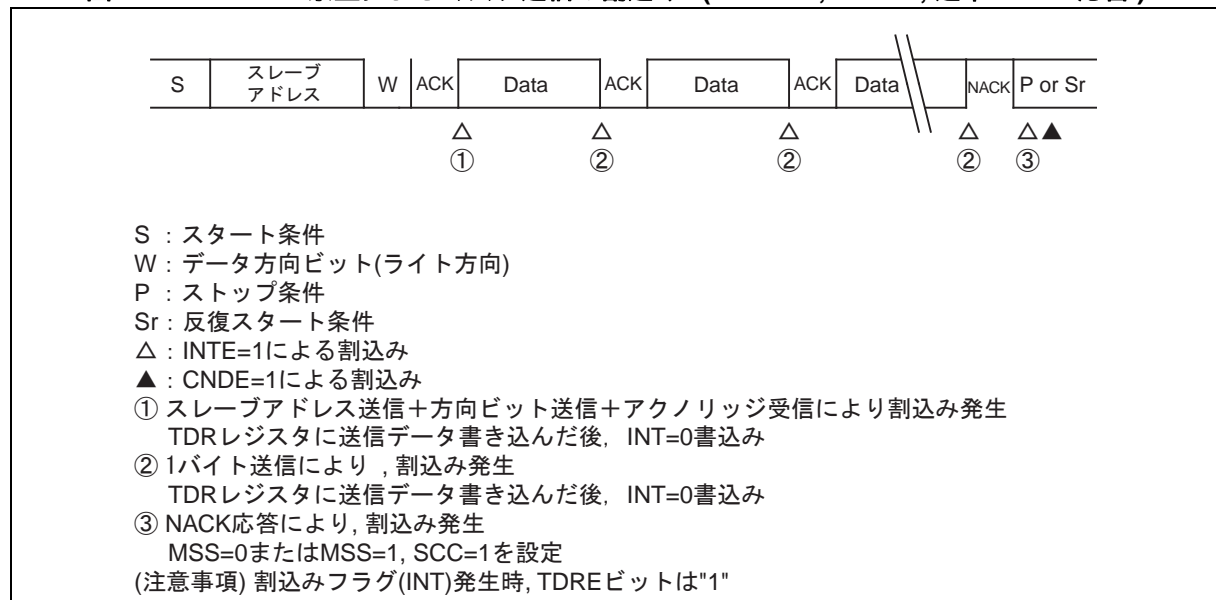 S スレーブ アドレス W ACK Data ACK Data ACK Data NACK P or Sr
△ △ △ △ △▲
① ② ② ② ③
S : スタート条件
W : データ方向ビット(ライト方向)
P : ストップ条件
Sr : 反復スタート条件
△ : INTE=1による割込み
▲ : CNDE=1による割込み
① スレーブアドレス送信＋方向ビット送信＋アクノリッジ受信により割込み発生
TDRレジスタに送信データ書き込んだ後, INT=0書込み
② 1バイト送信により , 割込み発生
TDRレジスタに送信データ書き込んだ後, INT=0書込み
③ NACK応答により, 割込み発生
MSS=0またはMSS=1, SCC=1を設定
(注意事項) 割込みフラグ(INT)発生時, TDREビットは"1"